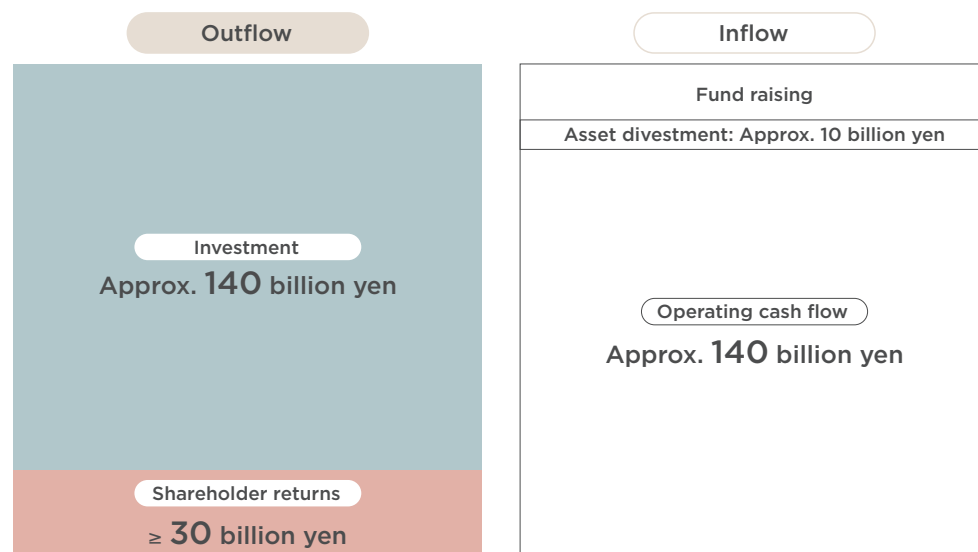 Outflow
Investment
Approx. 140 billion yen
Shareholder returns
≥ 30 billion yen
Inflow
Fund raising
Asset divestment: Approx. 10 billion yen
Operating cash flow
Approx. 140 billion yen